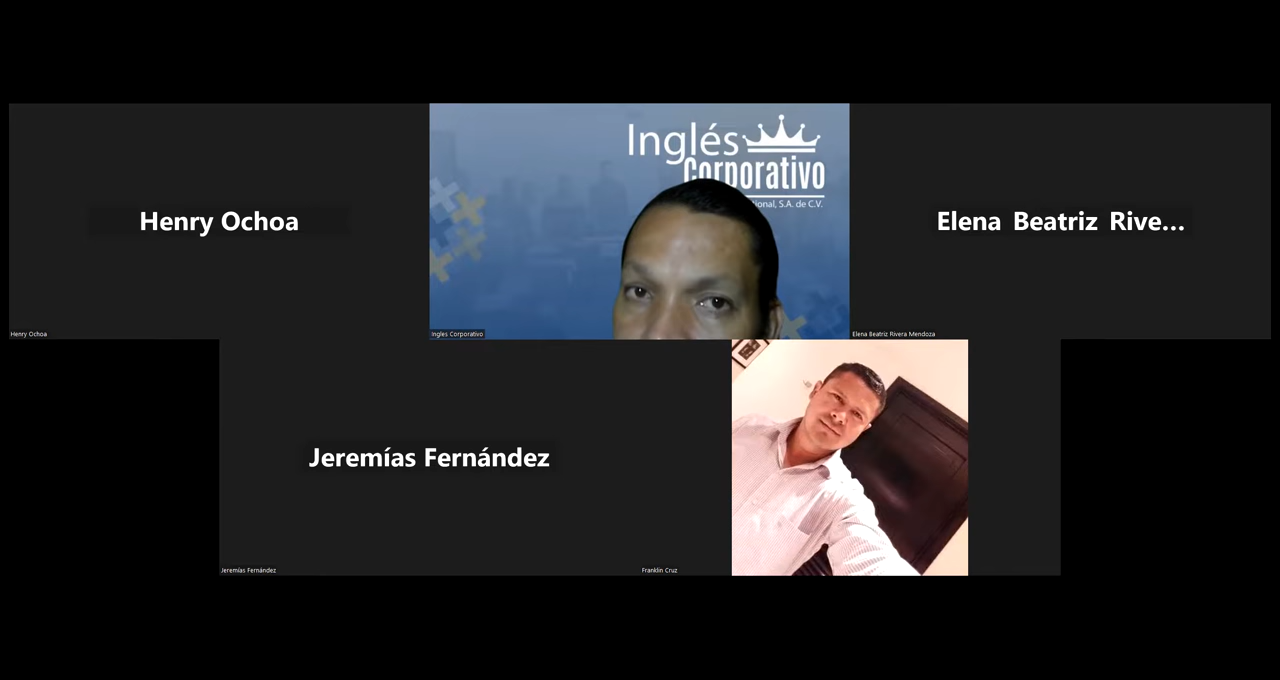 Henry Ochoa
Henry Ochoa
Inglés
Corporativo
ional, S.A. de C.V.
Ingles Corporativo
Elena Beatriz Rive...
Elena Beatriz Rivera Mendoza
Jeremías Fernández
Jeremías Fernández
Franklin Cruz